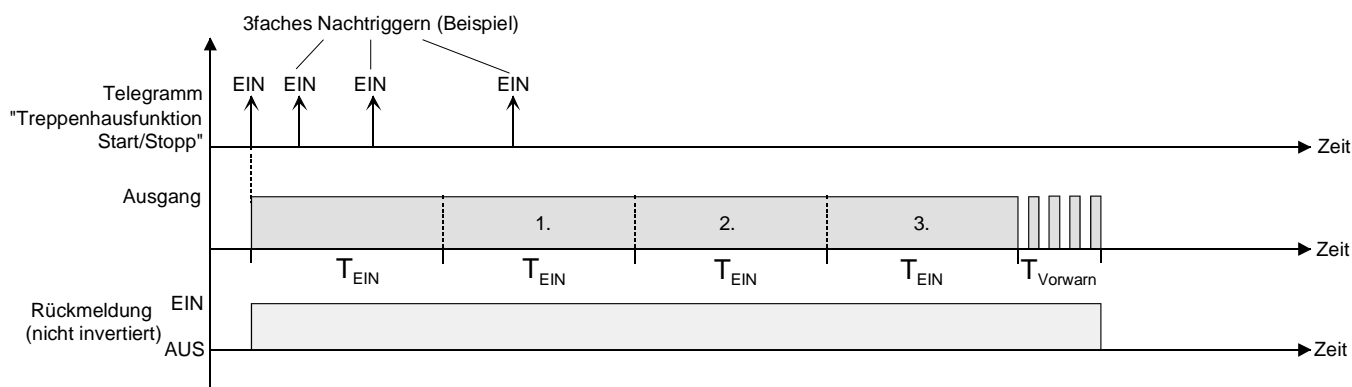 3faches Nachtriggern (Beispiel)
EIN EIN EIN EIN
Telegramm
"Treppenhausfunktion
Start/Stopp"
Zeit
Ausgang
1. 2. 3.
Zeit
TEIN TEIN TEIN TEIN TVorwarn
Rückmeldung
(nicht invertiert)
EIN
AUS
Zeit